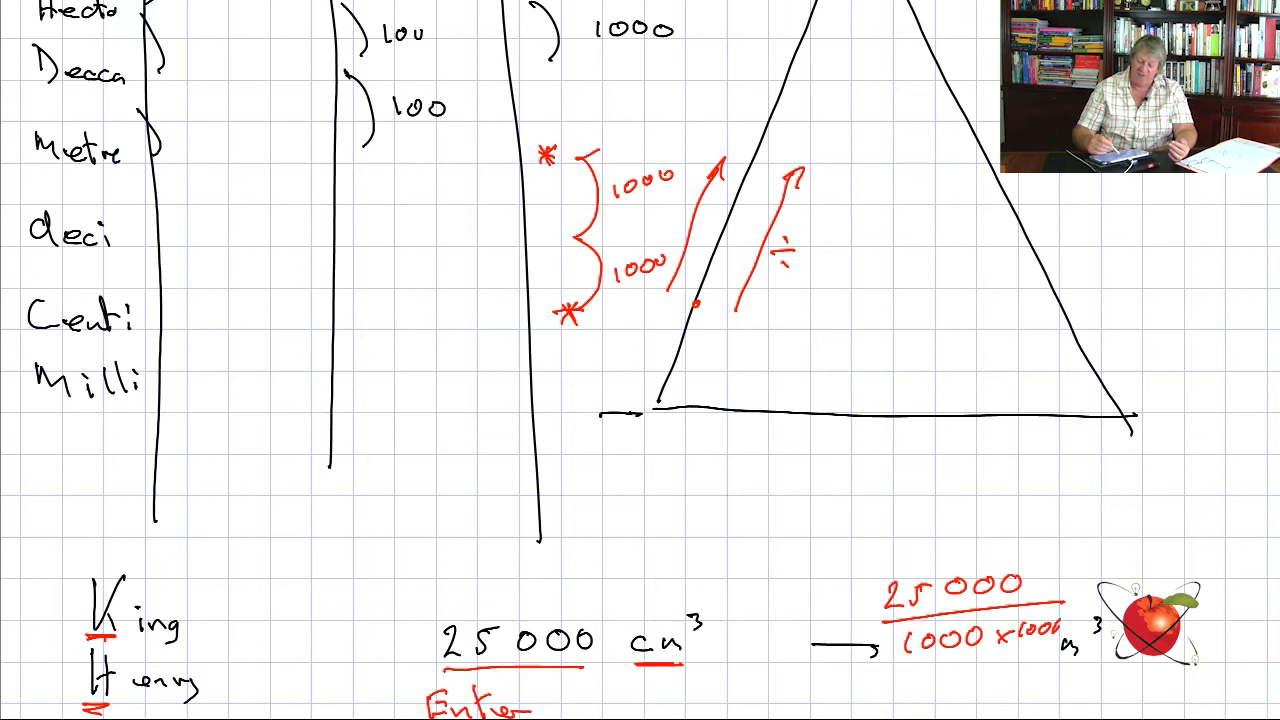 Hecto
Decca
Metre
deci
Centi
Milli
100
100
1000
* 1000
* 1000
÷
King
Henry
25 000 cm³ → 25 000
1000 × 1000 m³
Enter